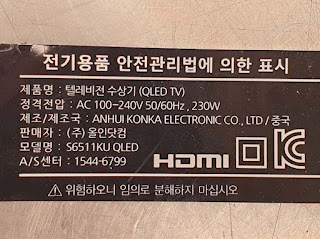 전기용품 안전관리법에 의한 표시
제품명 : 텔레비전 수상기 (QLED TV)
정격전압 : AC 100~240V 50/60Hz , 230W
제조/제조국 : ANHUI KONKA ELECTRONIC CO., LTD / 중국
판매자 : (주) 올인닷컴
모델명 : S6511KU QLED
A/S센터 : 1544-6799
HDMI
⚠ 위험하오니 임의로 분해하지 마십시오